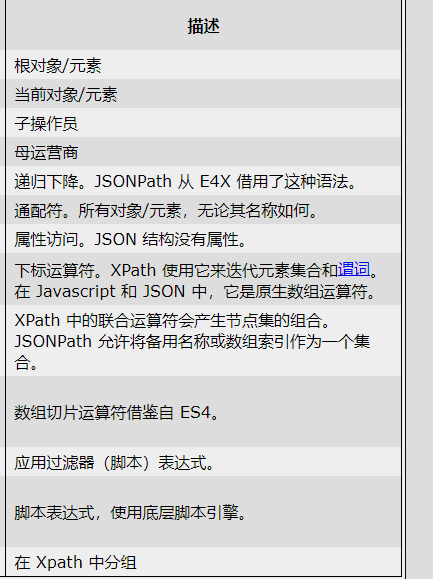 描述
根对象/元素
当前对象/元素
子操作员
母运营商
递归下降。JSONPath 从 E4X 借用了这种语法。
通配符。所有对象/元素，无论其名称如何。
属性访问。JSON 结构没有属性。
下标运算符。XPath 使用它来迭代元素集合和谓词。
在 Javascript 和 JSON 中，它是原生数组运算符。
XPath 中的联合运算符会产生节点集的组合。
JSONPath 允许将备用名称或数组索引作为一个集
合。
数组切片运算符借鉴自 ES4。
应用过滤器（脚本）表达式。
脚本表达式，使用底层脚本引擎。
在 Xpath 中分组